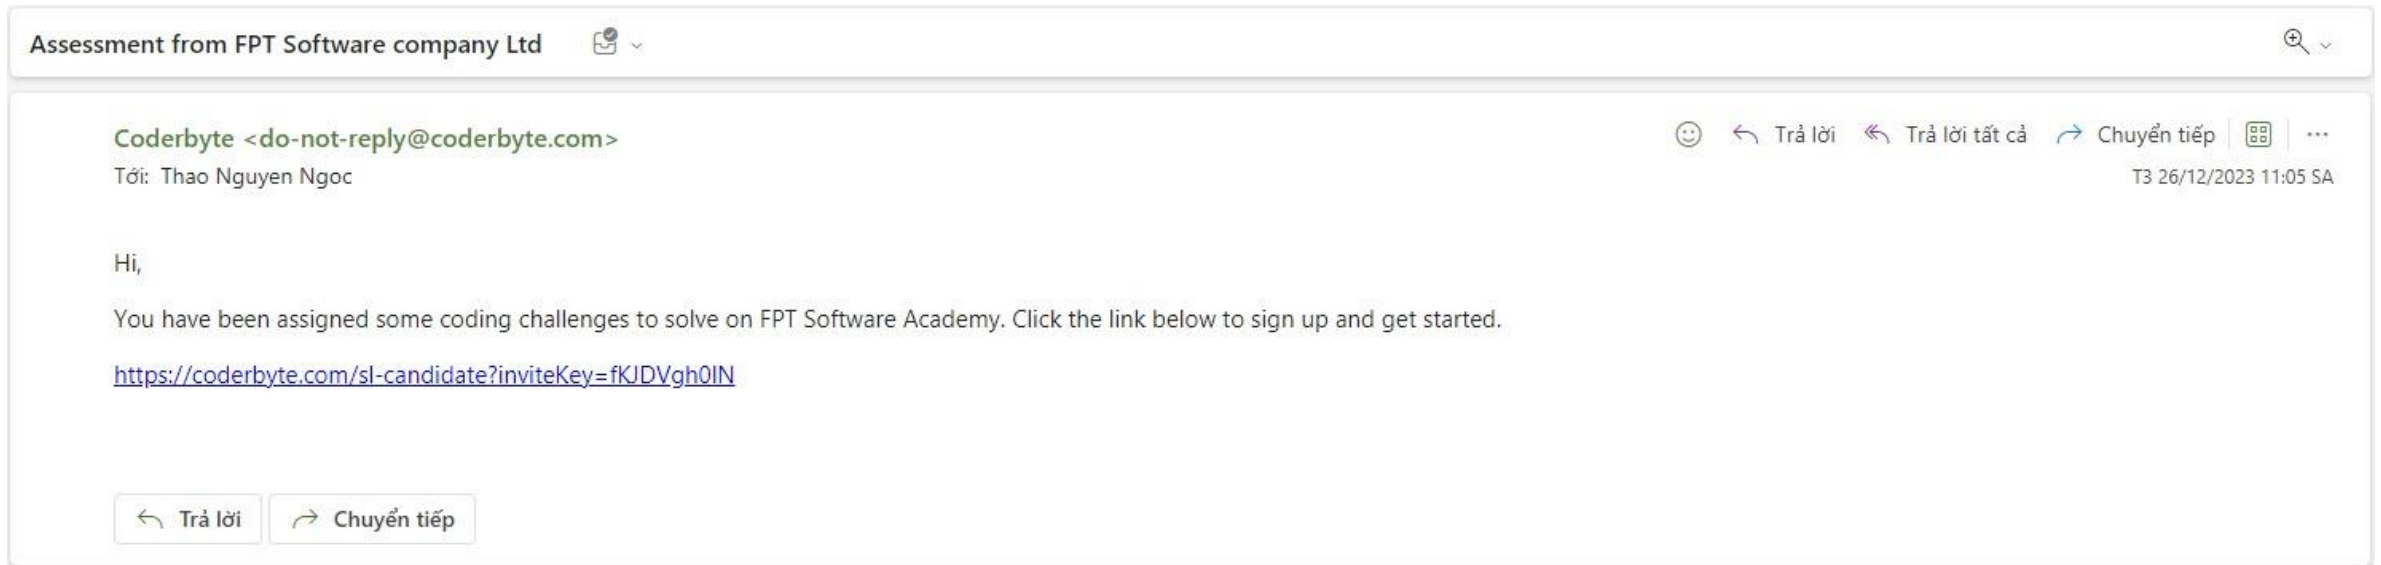 Assessment from FPT Software company Ltd
Coderbyte <do-not-reply@coderbyte.com>
Trả lời Trả lời tất cả Chuyển tiếp
Tới: Thao Nguyen Ngoc
T3 26/12/2023 11:05 SA
Hi,
You have been assigned some coding challenges to solve on FPT Software Academy. Click the link below to sign up and get started.
https://coderbyte.com/sl-candidate?inviteKey=fKJDVgh0IN
Trả lời Chuyển tiếp